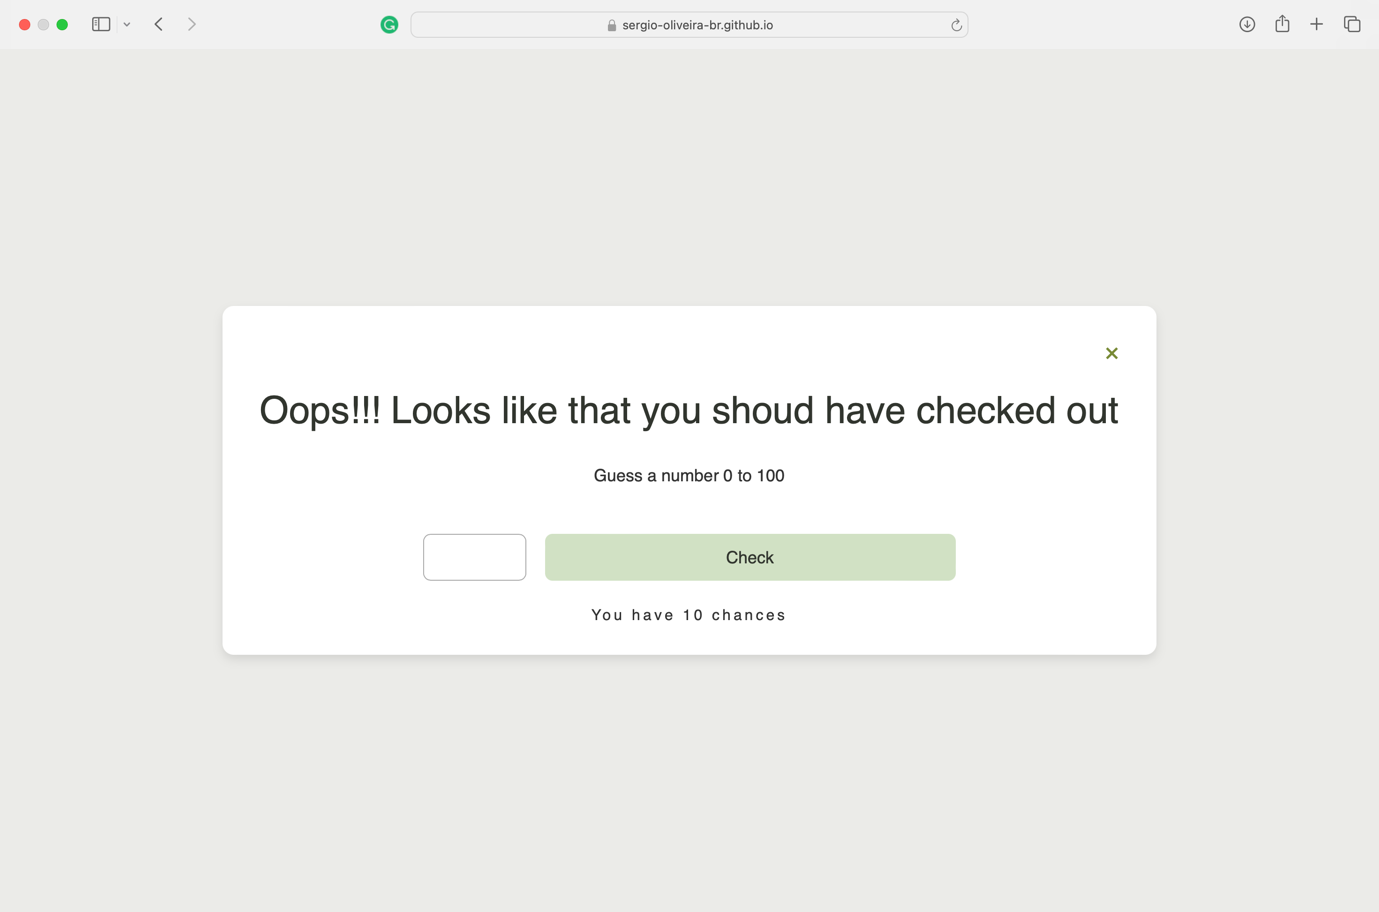 sergio-oliveira-br.github.io
Oops!!! Looks like that you shoud have checked out
Guess a number 0 to 100
Check
You have 10 chances